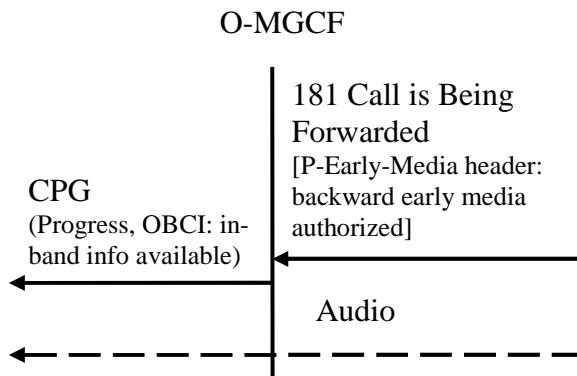 O-MGCF
181 Call is Being
Forwarded
[P-Early-Media header:
backward early media
authorized]
CPG
(Progress, OBCI: in-
band info available)
Audio